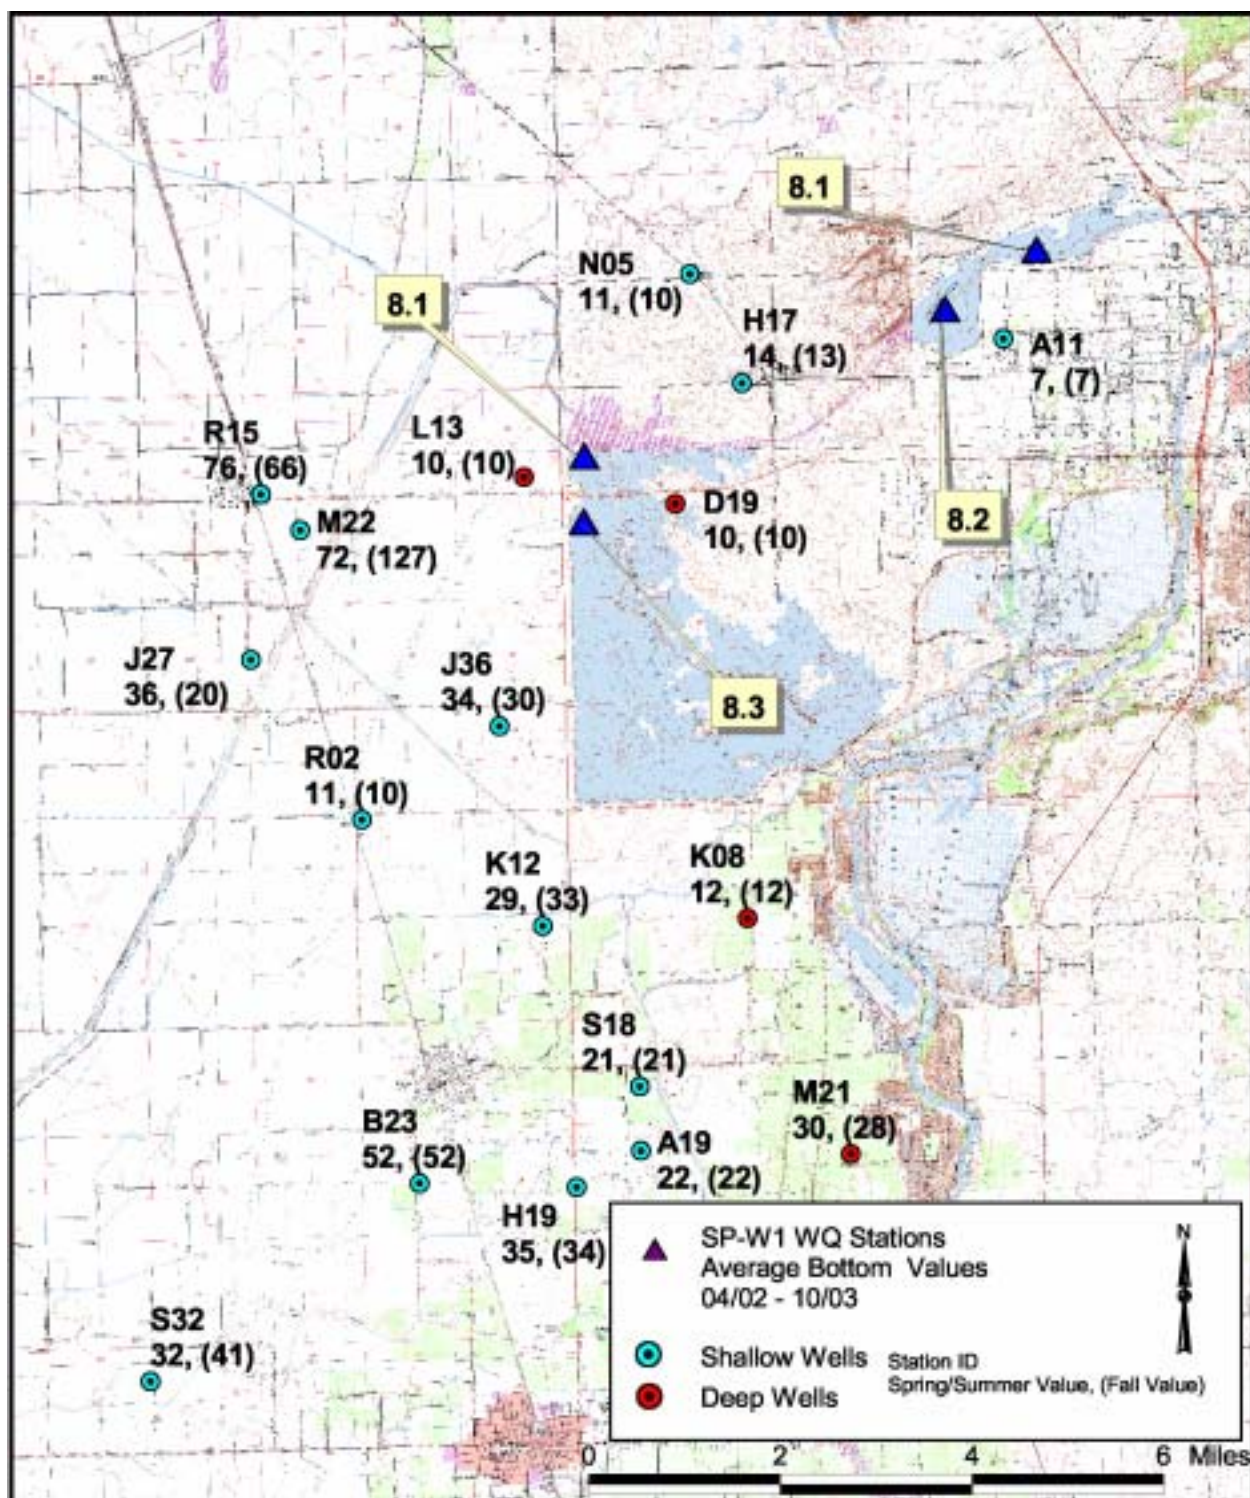 8.1
N05
11, (10)
8.1
H17
14, (13)
A11
7, (7)
R15
76, (66)
L13
10, (10)
D19
10, (10)
8.2
M22
72, (127)
J27
36, (20)
J36
34, (30)
8.3
R02
11, (10)
K12
29, (33)
K08
12, (12)
S18
21, (21)
M21
30, (28)
B23
52, (52)
A19
22, (22)
H19
35, (34)
S32
32, (41)
SP-W1 WQ Stations
Average Bottom Values
04/02 - 10/03
N
Shallow Wells
Deep Wells
Station ID
Spring/Summer Value, (Fall Value)
0 2 4 6 Miles